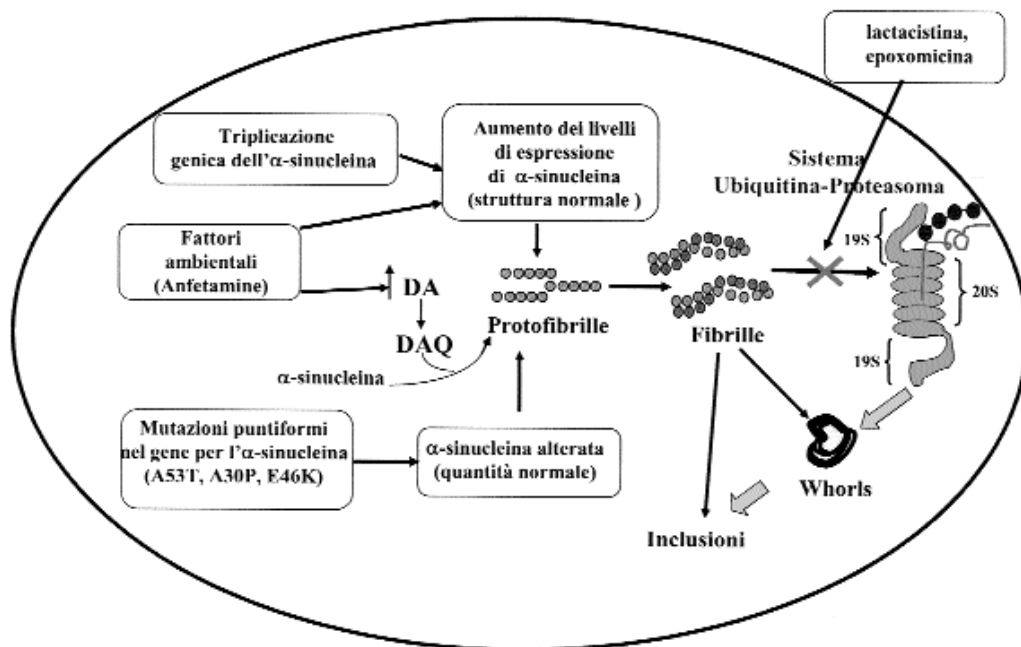 lactacistina,
epoxomicina
Triplicazione
genica dell'α-sinucleina
Aumento dei livelli
di espressione
di α-sinucleina
(struttura normale )
Sistema
Ubiquitina-Proteasoma
19S
20S
19S
Fattori
ambientali
(Anfetamine)
DA
DAQ
α-sinucleina
Protofibrille
Fibrille
Mutazioni puntiformi
nel gene per l'α-sinucleina
(A53T, A30P, E46K)
α-sinucleina alterata
(quantità normale)
Whorls
Inclusioni